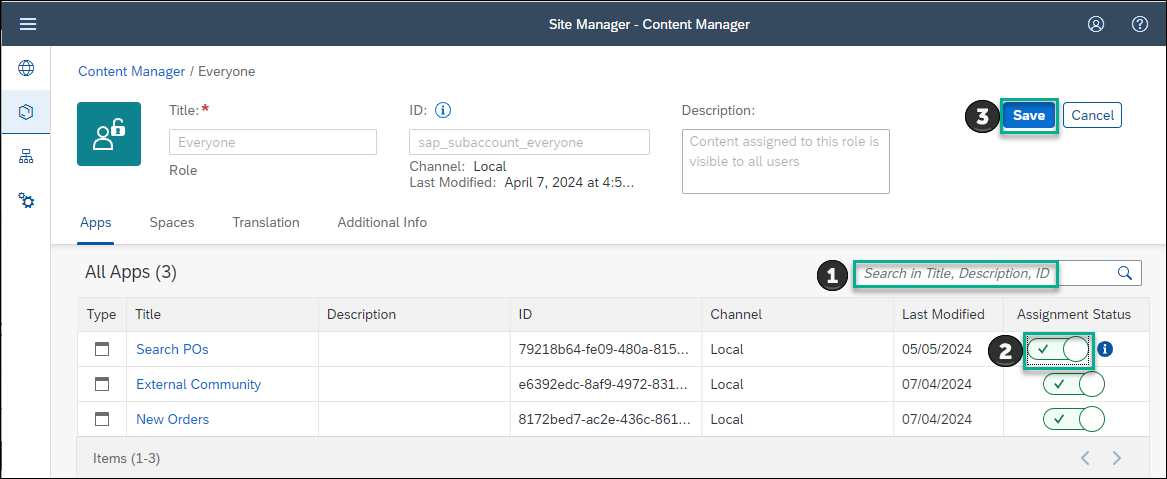 Site Manager - Content Manager
Content Manager / Everyone
Title:*
ID:
Description:
3
Save
Cancel
Everyone
sap_subaccount_everyone
Content assigned to this role is
visible to all users
Role
Channel: Local
Last Modified: April 7, 2024 at 4:5...
Apps
Spaces
Translation
Additional Info
All Apps (3)
1
Search in Title, Description, ID
Type Title Description ID Channel Last Modified Assignment Status
Search POs 79218b64-fe09-480a-815... Local 05/05/2024 2
External Community e6392edc-8af9-4972-831... Local 07/04/2024
New Orders 8172bed7-ac2e-436c-861... Local 07/04/2024
Items (1-3)